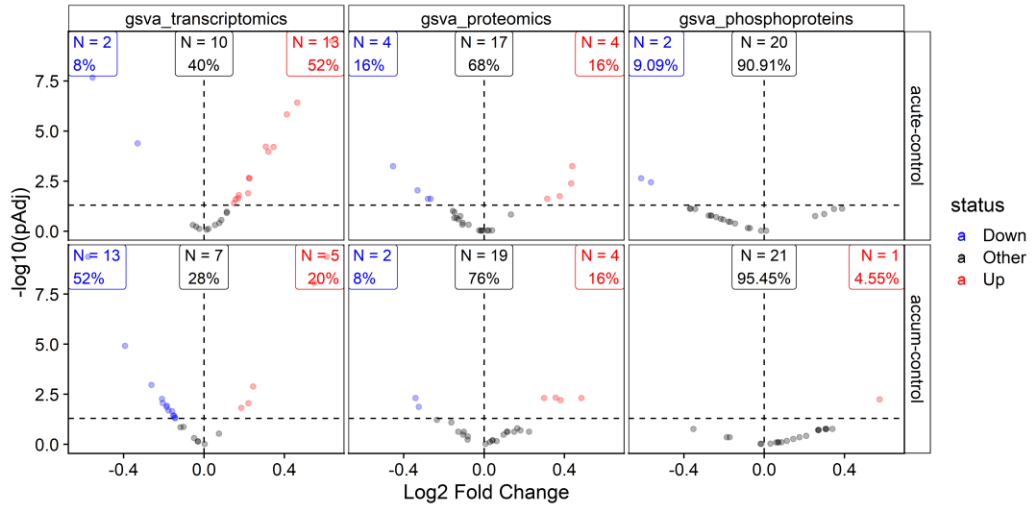 gsva_transcriptomics
gsva_proteomics
gsva_phosphoproteins
N = 2
8%
N = 10
40%
N = 13
52%
N = 4
16%
N = 17
68%
N = 4
16%
N = 2
9.09%
N = 20
90.91%
acute-control
7.5
5.0
2.5
0.0
-log10(pAdj)
N = 13
52%
N = 7
28%
N = 5
20%
N = 2
8%
N = 19
76%
N = 4
16%
N = 21
95.45%
N = 1
4.55%
accum-control
7.5
5.0
2.5
0.0
-0.4
0.0
0.4
-0.4
0.0
0.4
-0.4
0.0
0.4
Log2 Fold Change
status
a Down
a Other
a Up